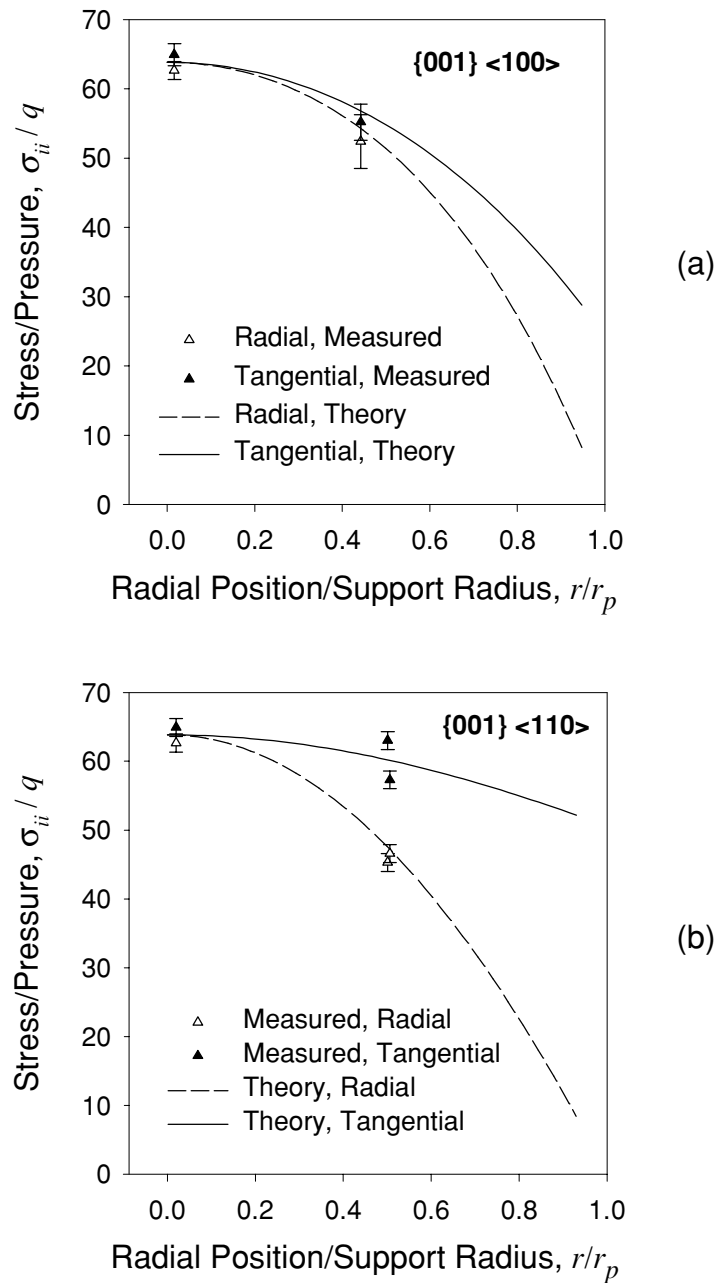 70
60
50
40
30
20
10
0
Stress/Pressure, σii / q
{001} <100>
(a)
Radial, Measured
Tangential, Measured
Radial, Theory
Tangential, Theory
0.0 0.2 0.4 0.6 0.8 1.0
Radial Position/Support Radius, r/rp
70
60
50
40
30
20
10
0
Stress/Pressure, σii / q
{001} <110>
(b)
Measured, Radial
Measured, Tangential
Theory, Radial
Theory, Tangential
0.0 0.2 0.4 0.6 0.8 1.0
Radial Position/Support Radius, r/rp